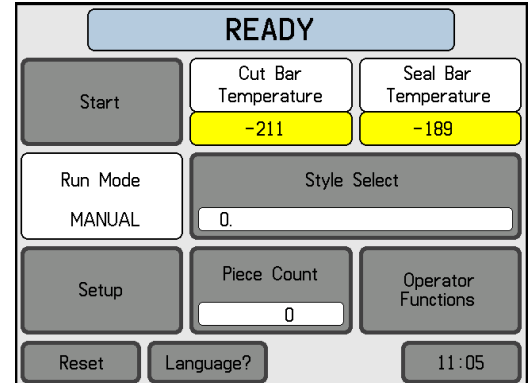 READY
Start
Cut Bar
Temperature
-211
Seal Bar
Temperature
-189
Run Mode
MANUAL
Style Select
0.
Setup
Piece Count
0
Operator
Functions
Reset
Language?
11:05